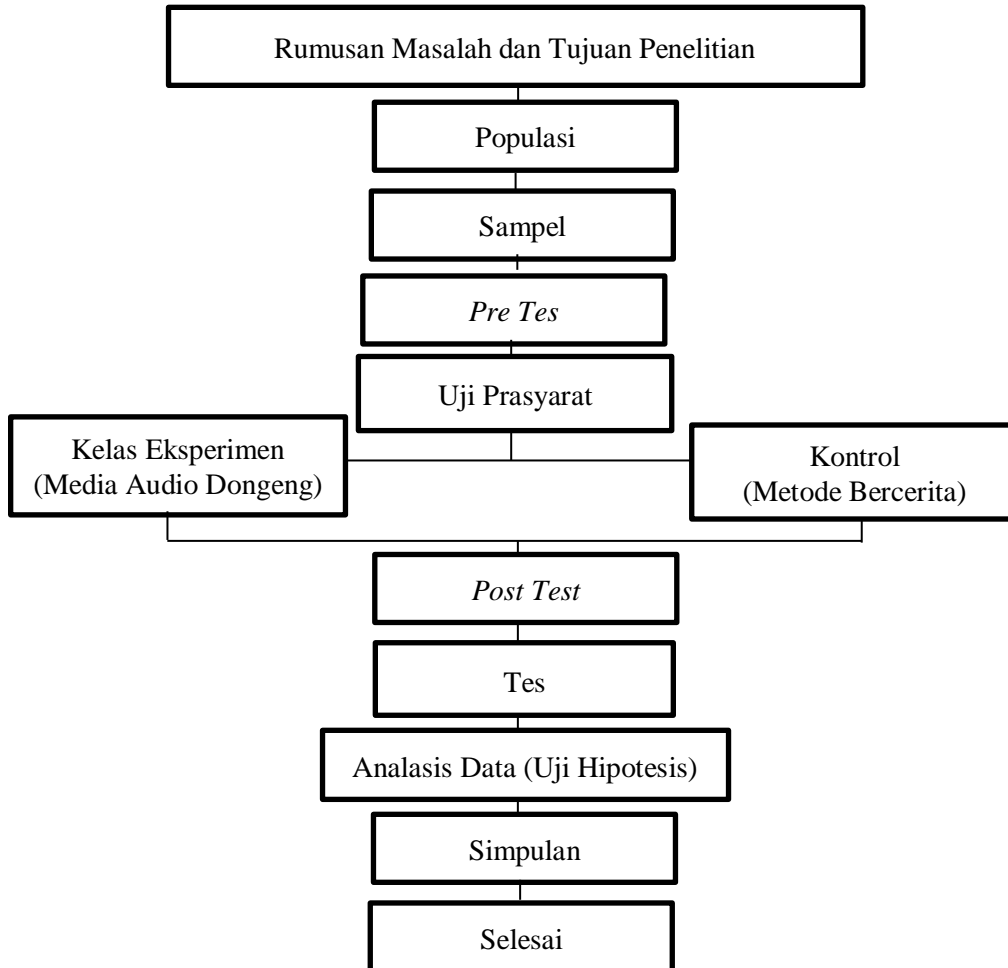 Rumusan Masalah dan Tujuan Penelitian
Populasi
Sampel
Pre Tes
Uji Prasyarat
Kelas Eksperimen
(Media Audio Dongeng)
Kontrol
(Metode Bercerita)
Post Test
Tes
Analasis Data (Uji Hipotesis)
Simpulan
Selesai